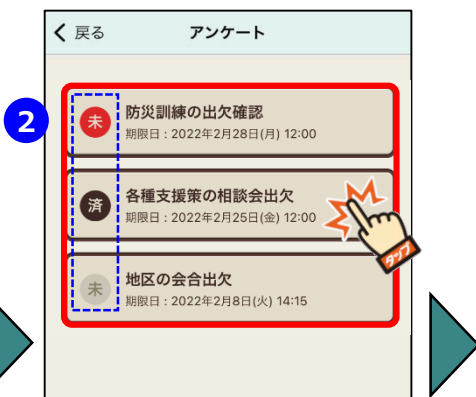 戻る
アンケート
2
未
防災訓練の出欠確認
期限日：2022年2月28日(月) 12:00
済
各種支援策の相談会出欠
期限日：2022年2月25日(金) 12:00
タップ
未
地区の会合出欠
期限日：2022年2月8日(火) 14:15